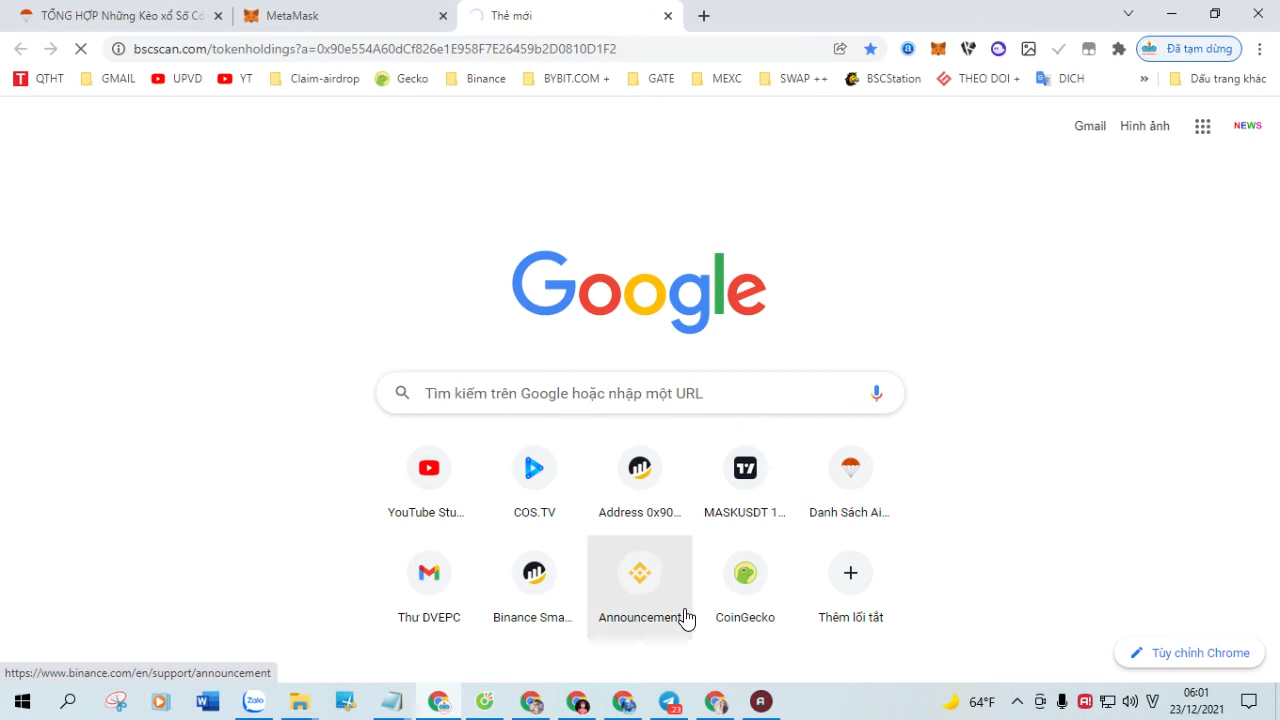 TỔNG HỢP Những Kèo xổ Số Cơ
MetaMask
Thẻ mới
bscscan.com/tokenholdings?a=0x90e554A60dCf826e1E958F7E26459b2D0810D1F2
Đã tạm dừng
QTHT
GMAIL
UPVD
YT
Claim-airdrop
Gecko
Binance
BYBIT.COM +
GATE
MEXC
SWAP ++
BSCStation
THEO DOI +
DICH
»
Dấu trang khác
Gmail
Hình ảnh
NEWS
Google
Tìm kiếm trên Google hoặc nhập một URL
YouTube Stu...
COS.TV
Address 0x90...
MASKUSDT 1...
Danh Sách Ai...
Thư DVEPC
Binance Sma...
Announcement
CoinGecko
Thêm lối tắt
Tùy chỉnh Chrome
https://www.binance.com/en/support/announcement
Zalo
23
64°F
06:01
23/12/2021